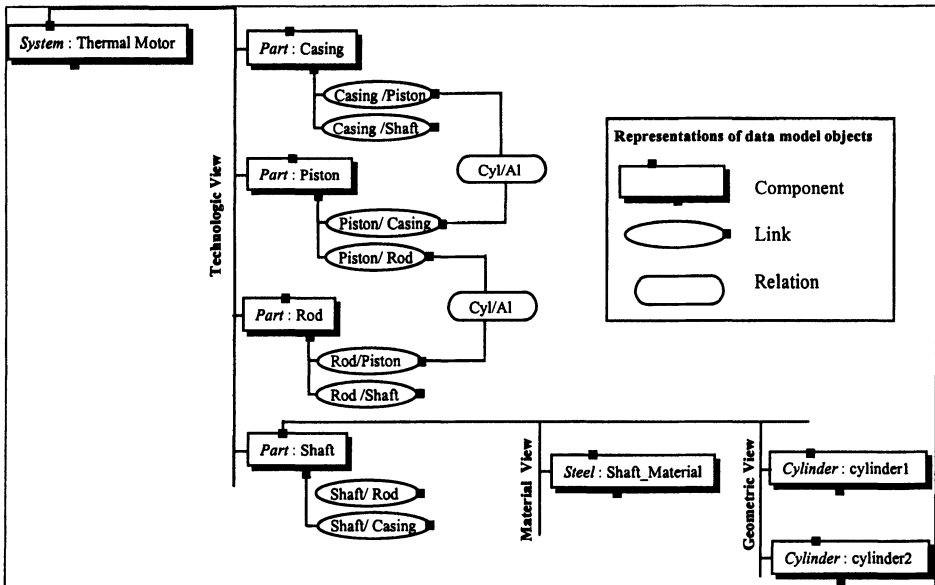 System : Thermal Motor
Technologic View
Part : Casing
Casing /Piston
Casing /Shaft
Cyl/Al
Part : Piston
Piston/ Casing
Piston/ Rod
Cyl/Al
Part : Rod
Rod/Piston
Rod /Shaft
Part : Shaft
Shaft/ Rod
Shaft/ Casing
Material View
Steel : Shaft_Material
Geometric View
Cylinder : cylinder1
Cylinder : cylinder2
Representations of data model objects
Component
Link
Relation